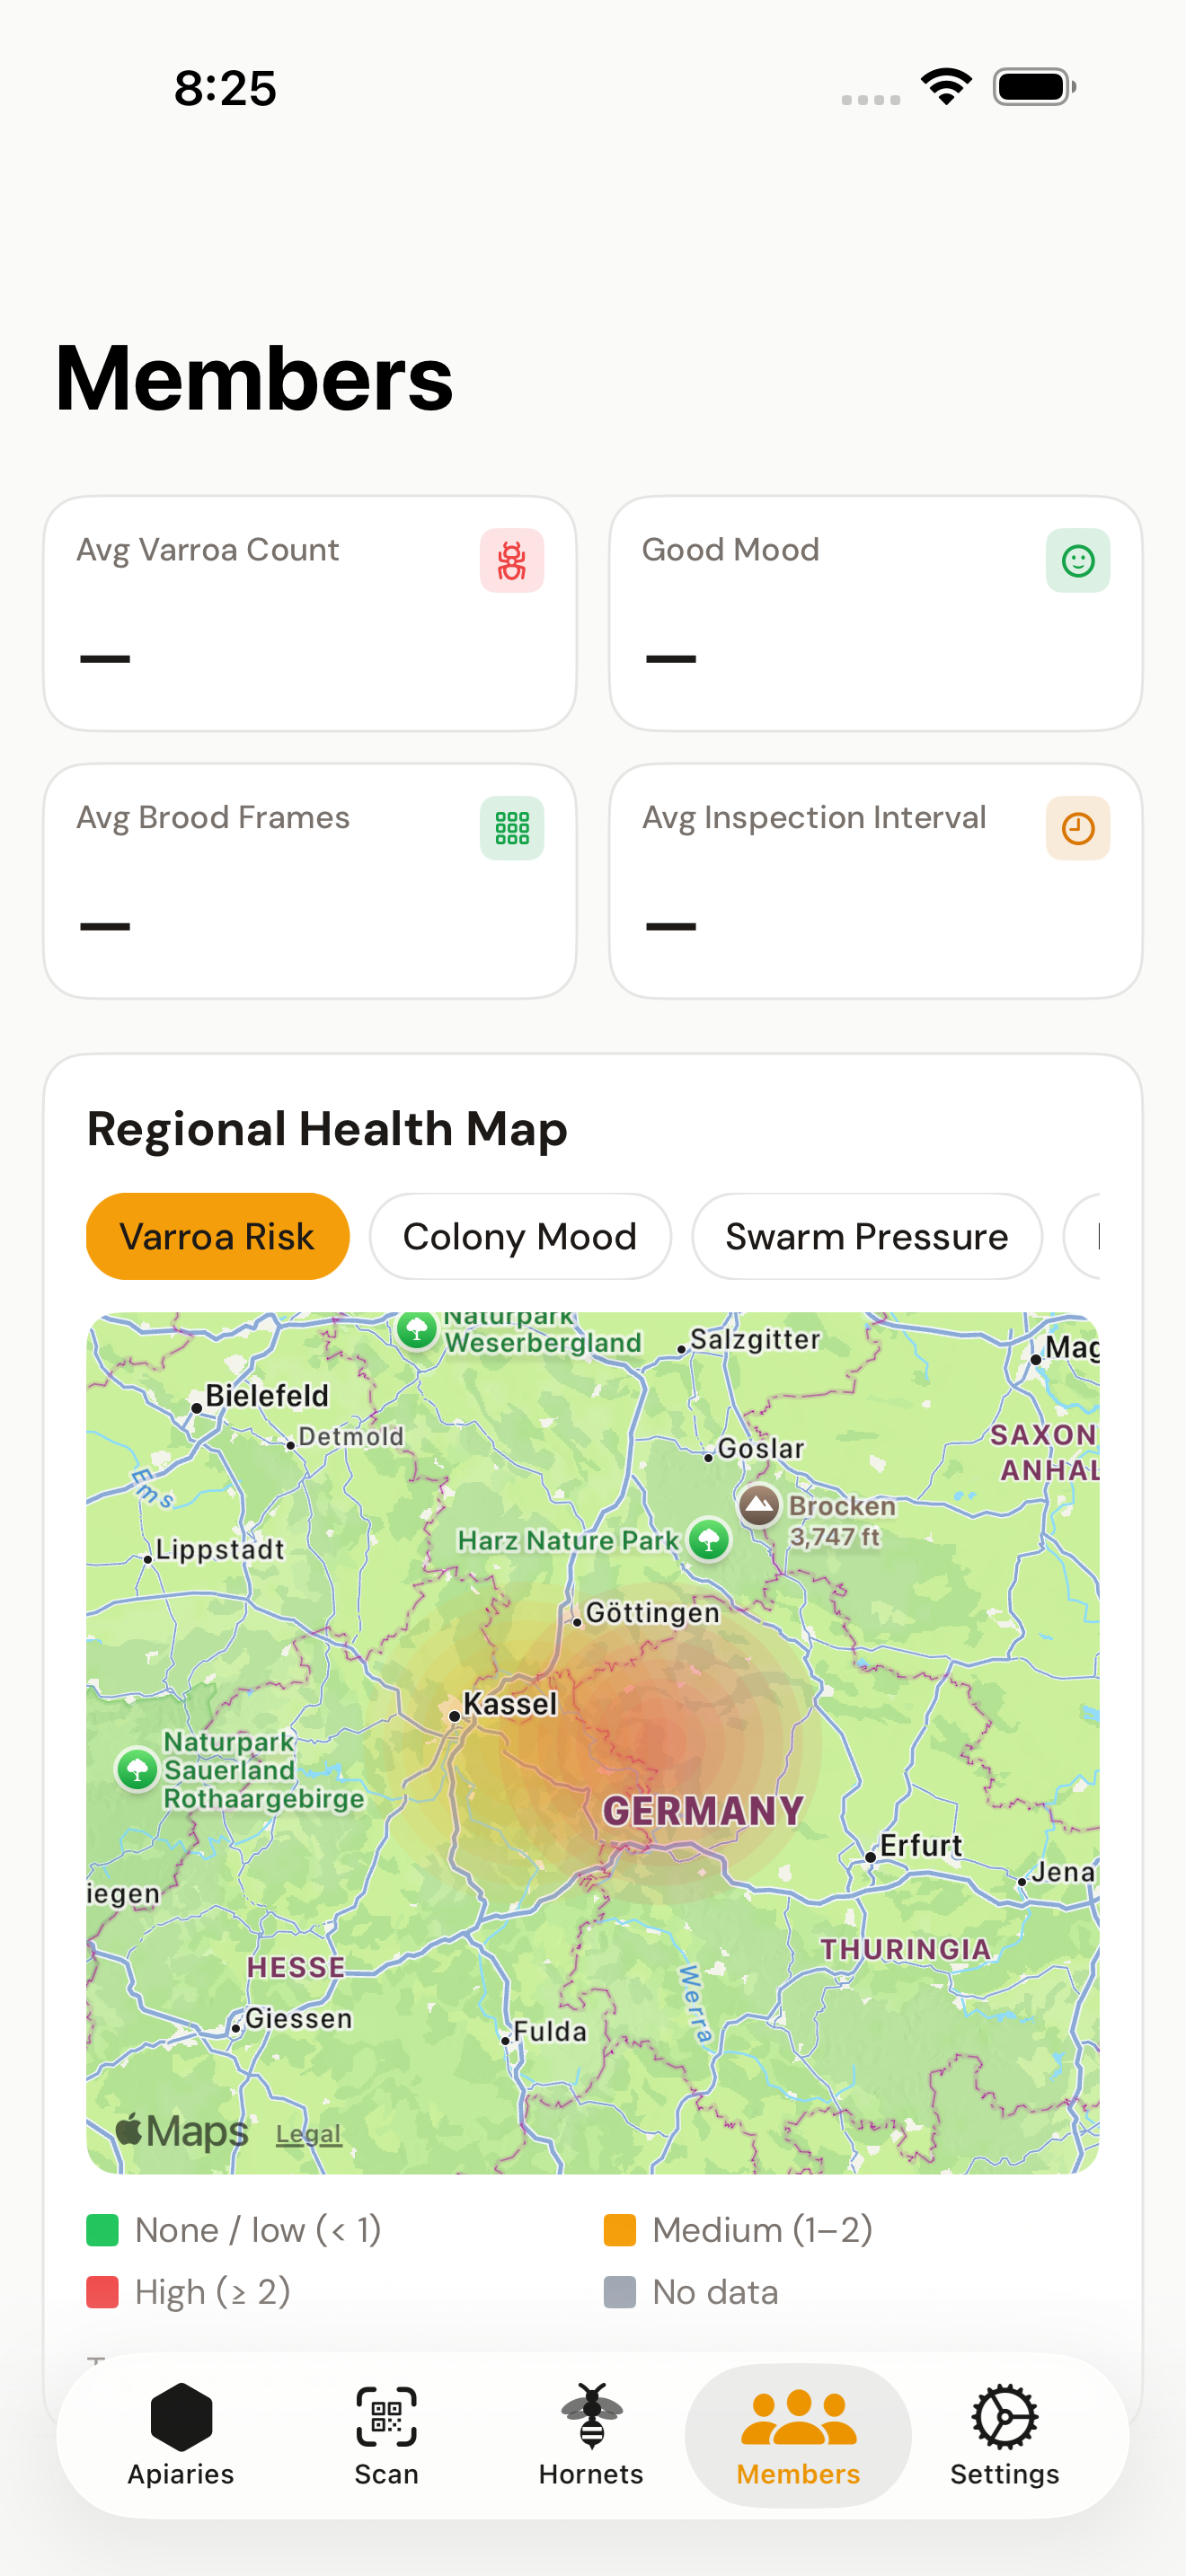 8:25
Members
Avg Varroa Count
—
Good Mood
—
Avg Brood Frames
—
Avg Inspection Interval
—
Regional Health Map
Varroa Risk
Colony Mood
Swarm Pressure
Naturpark
Weserbergland
Salzgitter
Mag
Bielefeld
Detmold
Goslar
SAXON
ANHAL
Ems
Brocken
3,747 ft
Harz Nature Park
Lippstadt
Göttingen
Kassel
Naturpark
Sauerland
Rothaargebirge
GERMANY
Erfurt
Jena
iegen
THURINGIA
HESSE
Werra
Giessen
Fulda
Maps
Legal
None / low (< 1)
Medium (1–2)
High (≥ 2)
No data
Apiaries
Scan
Hornets
Members
Settings